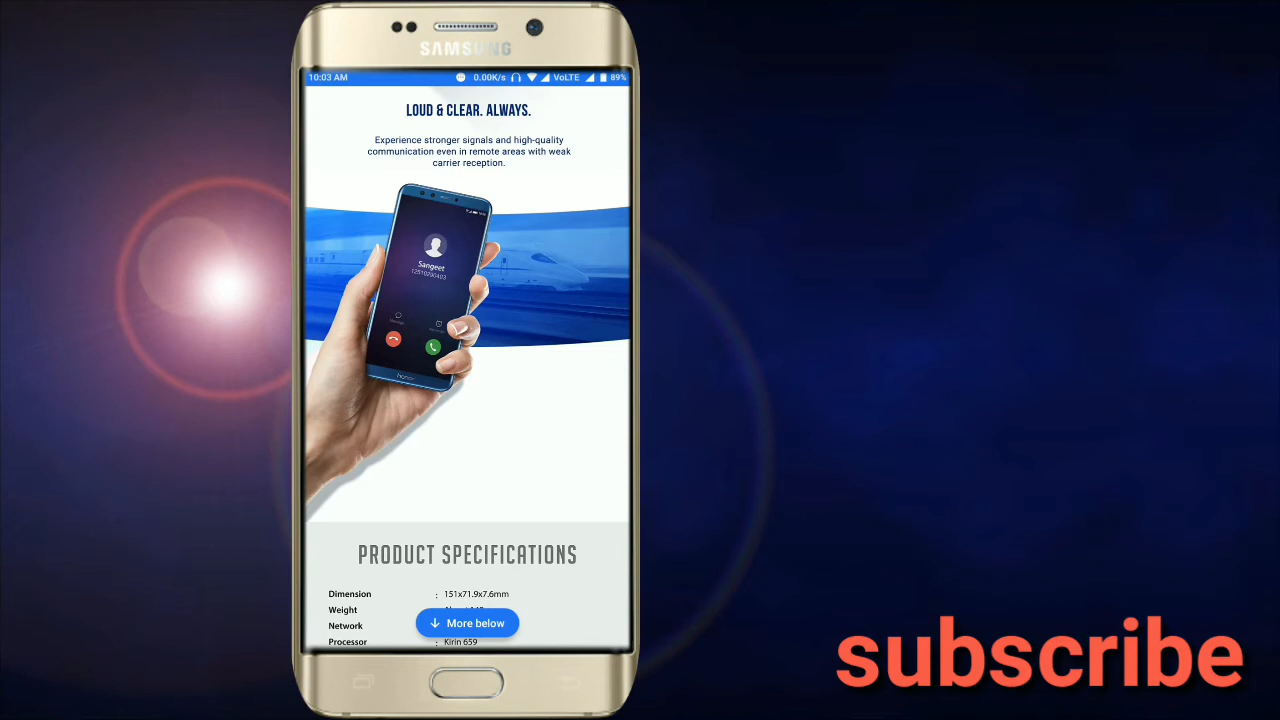 SAMSUNG
10:03 AM 0.00K/s VoLTE 89%
LOUD & CLEAR. ALWAYS.
Experience stronger signals and high-quality
communication even in remote areas with weak
carrier reception.
Sangeet
honor
PRODUCT SPECIFICATIONS
Dimension : 151x71.9x7.6mm
Weight
Network
More below
Processor : Kirin 659
subscribe